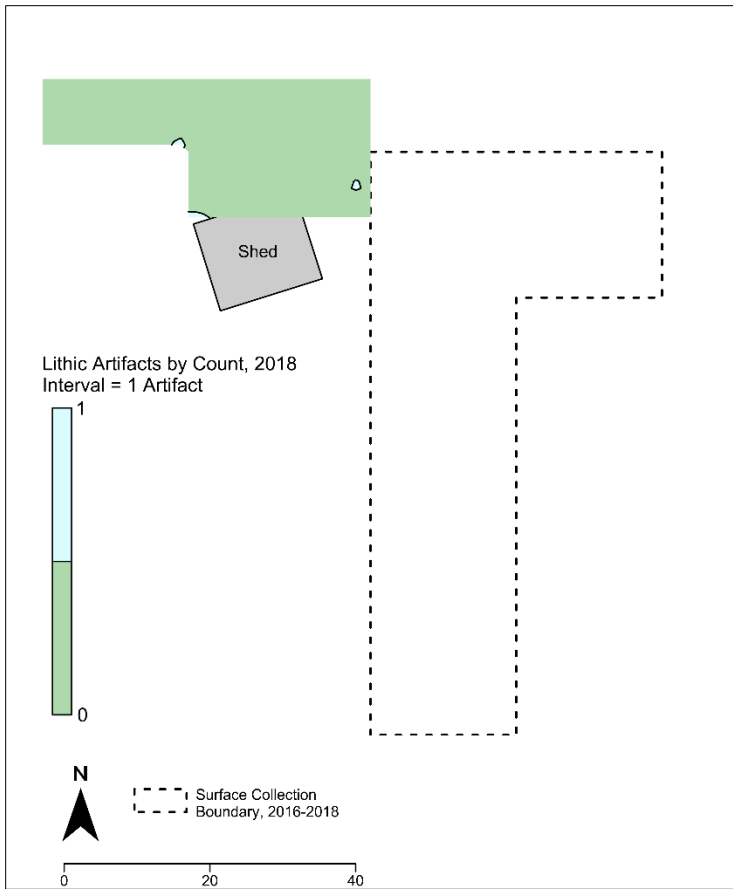 Shed
Lithic Artifacts by Count, 2018
Interval = 1 Artifact
1
0
N
Surface Collection
Boundary, 2016-2018
0 20 40